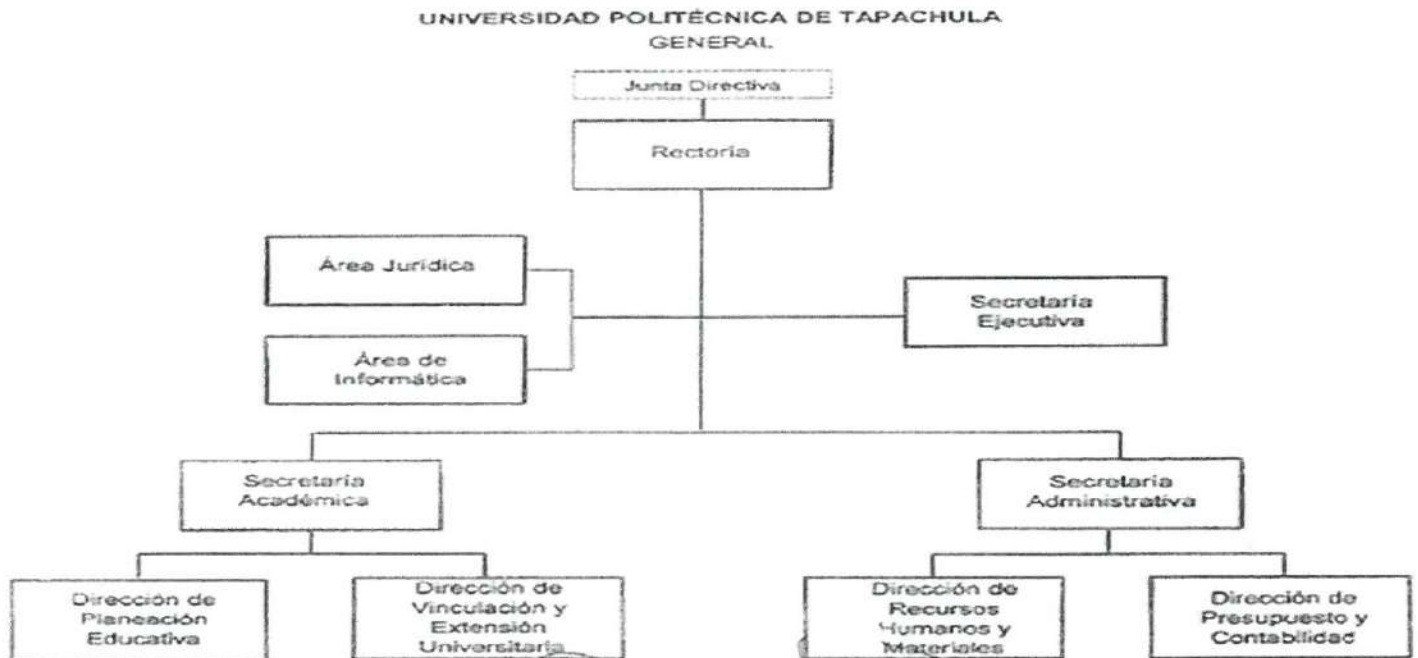 UNIVERSIDAD POLITÉCNICA DE TAPACHULA
GENERAL
Junta Directiva
Rectoría
Área Jurídica
Área de
Informática
Secretaría
Ejecutiva
Secretaría
Académica
Secretaría
Administrativa
Dirección de
Planeación
Educativa
Dirección de
Vinculación y
Extensión
Universitaria
Dirección de
Recursos
Humanos y
Materiales
Dirección de
Presupuesto y
Contabilidad